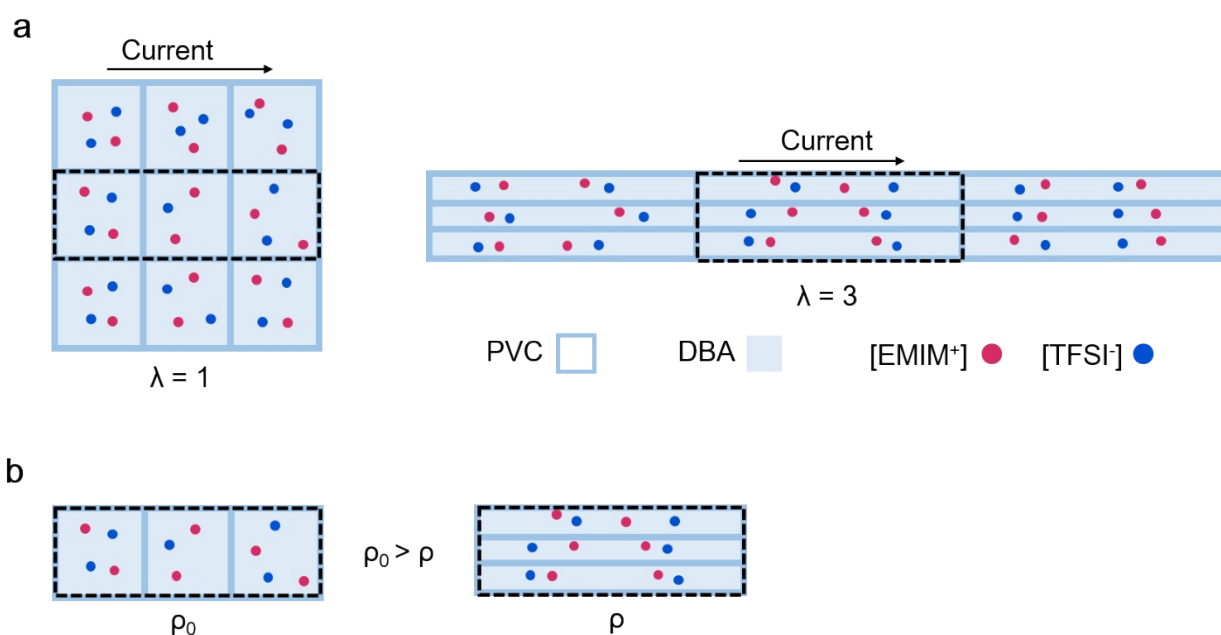 a
Current
Current
λ = 1
λ = 3
PVC
DBA
[EMIM⁺]
[TFSI⁻]
b
ρ₀ > ρ
ρ₀
ρ